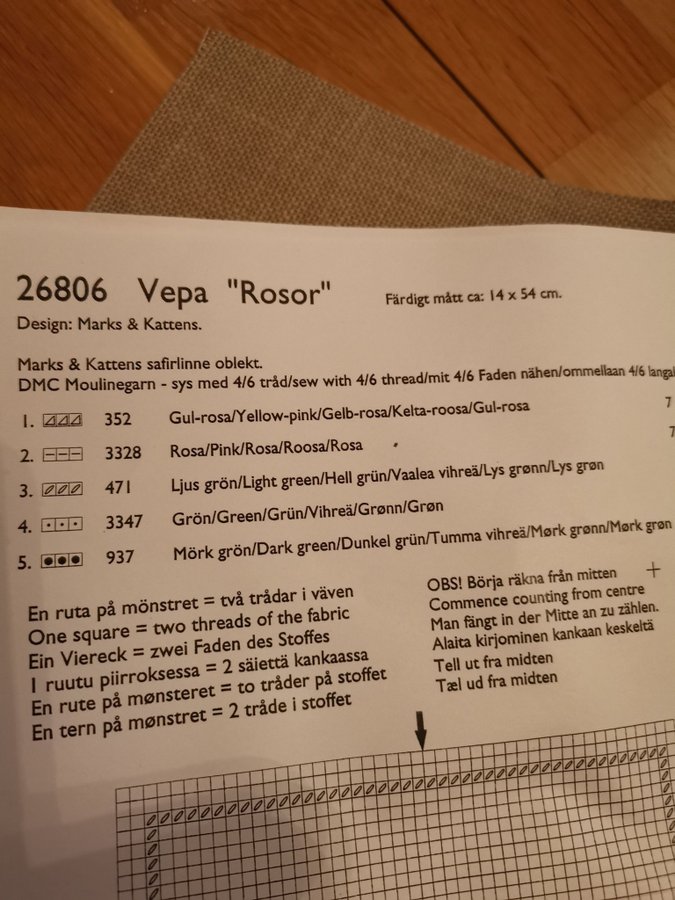 26806 Vepa "Rosor"
Färdigt mått ca: 14 x 54 cm.
Design: Marks & Kattens.
Marks & Kattens safirlinne oblekt.
DMC Moulinegarn - sys med 4/6 tråd/sew with 4/6 thread/mit 4/6 Faden nähen/ommellaan 4/6 langal
1. 352 Gul-rosa/Yellow-pink/Gelb-rosa/Kelta-roosa/Gul-rosa 7
2. 3328 Rosa/Pink/Rosa/Roosa/Rosa 7
3. 471 Ljus grön/Light green/Hell grün/Vaalea vihreä/Lys grønn/Lys grøn
4. 3347 Grön/Green/Grün/Vihreä/Grønn/Grøn
5. 937 Mörk grön/Dark green/Dunkel grün/Tumma vihreä/Mørk grønn/Mørk grøn
En ruta på mönstret = två trådar i väven
One square = two threads of the fabric
Ein Viereck = zwei Faden des Stoffes
1 ruutu piirroksessa = 2 säiettä kankaassa
En rute på mønsteret = to tråder på stoffet
En tern på mønstret = 2 tråde i stoffet
OBS! Börja räkna från mitten +
Commence counting from centre
Man fängt in der Mitte an zu zählen.
Alaita kirjominen kankaan keskeltä
Tell ut fra midten
Tæl ud fra midten